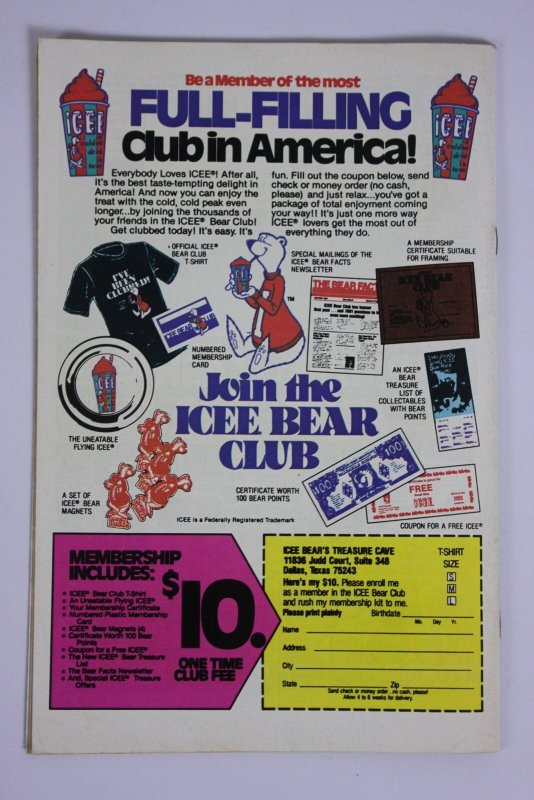 Be a Member of the most
FULL-FILLING
Club in America!
ICEE
ICEE
Everybody Loves ICEE®! After all,
it's the best taste-tempting delight in
America! And now you can enjoy the
treat with the cold, cold peak even
longer..by joining the thousands of
your friends in the ICEE® Bear Club!
Get clubbed today! It's easy. It's
fun. Fill out the coupon below, send
check or money order (no cash,
please) and just relax...you've got a
package of total enjoyment coming
your way!! It's just one more way
ICEE® lovers get the most out of
everything they do.
OFFICIAL ICEE®
BEAR CLUB
T-SHIRT
I'VE
BEEN
CLUBBED!
ICEE BEAR CLUB
NUMBERED
MEMBERSHIP
CARD
TM
SPECIAL MAILINGS OF THE
ICEE® BEAR FACTS
NEWSLETTER
THE BEAR FACTS
A MEMBERSHIP
CERTIFICATE SUITABLE
FOR FRAMING
ICEE BEAR
AN ICEE®
BEAR
TREASURE
LIST OF
COLLECTABLES
WITH BEAR
POINTS
ICEE
THE UNEATABLE
FLYING ICEE®
Join the
ICEE BEAR
CLUB
A SET OF
ICEE® BEAR
MAGNETS
CERTIFICATE WORTH
100 BEAR POINTS
100
100
FREE
COUPON FOR A FREE ICEE®
ICEE is a Federally Registered Trademark
MEMBERSHIP
INCLUDES:
• ICEE® Bear Club T-Shirt
• An Uneatable Flying ICEE®
• Your Membership Certificate
• Numbered Plastic Membership
Card
• ICEE® Bear Magnets (4)
• Certificate Worth 100 Bear
Points
• Coupon for a Free ICEE®
• The New ICEE® Bear Treasure
List
• The Bear Facts Newsletter
• And, Special ICEE® Treasure
Offers
$10.
ONE TIME
CLUB FEE
ICEE BEAR'S TREASURE CAVE
11836 Judd Court, Suite 348
Dallas, Texas 75243
Here's my $10. Please enroll me
as a member in the ICEE Bear Club
and rush my membership kit to me.
T-SHIRT
SIZE
S
M
L
Please print plainly Birthdate
Mo. Day Yr.
Name
Address
City
State Zip
Send check or money order ..no cash, please!
Allow 4 to 6 weeks for delivery.